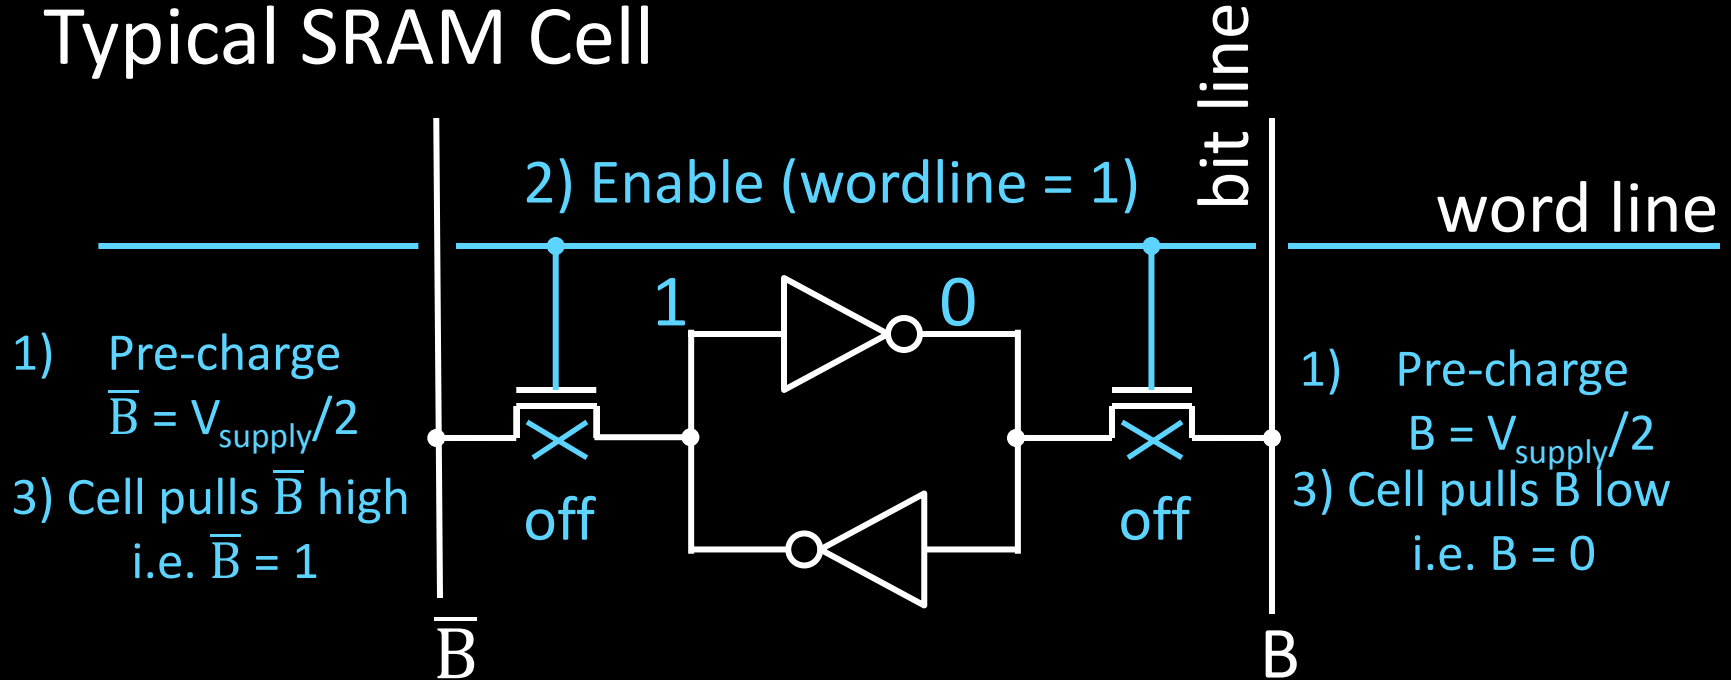 Typical SRAM Cell
bit line
2) Enable (wordline = 1)
word line
1 0
1) Pre-charge
B̅ = Vsupply/2
3) Cell pulls B̅ high
i.e. B̅ = 1
off
off
1) Pre-charge
B = Vsupply/2
3) Cell pulls B low
i.e. B = 0
B̅
B